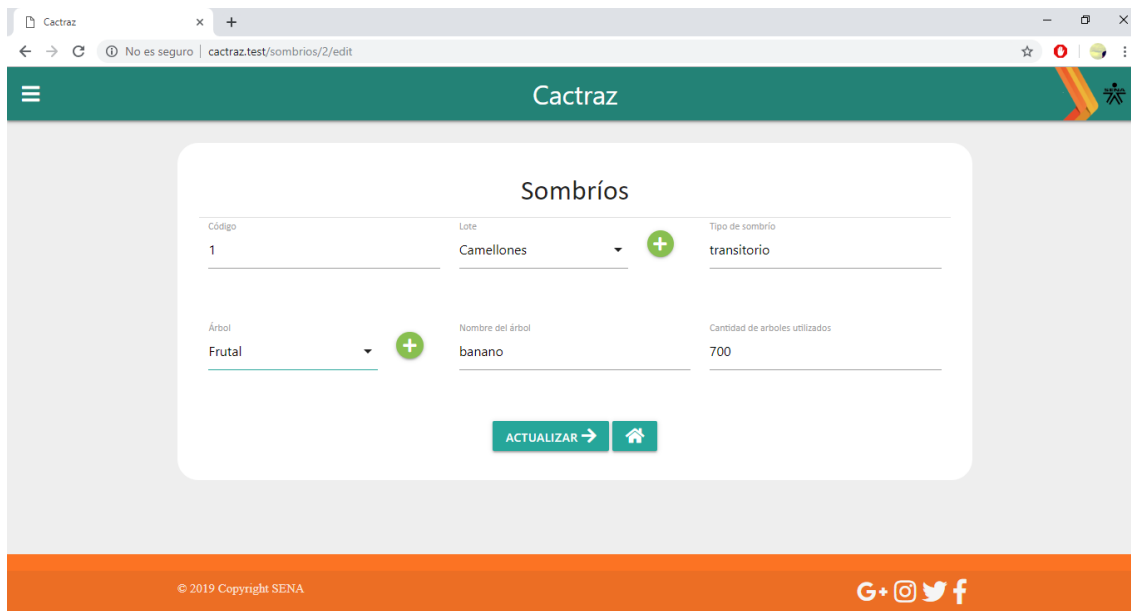 Cactraz
No es seguro | cactraz.test/sombrios/2/edit
Cactraz
SENA
Sombríos
Código
Lote
Tipo de sombrío
1
Camellones
transitorio
Árbol
Nombre del árbol
Cantidad de arboles utilizados
Frutal
banano
700
ACTUALIZAR
© 2019 Copyright SENA
G+